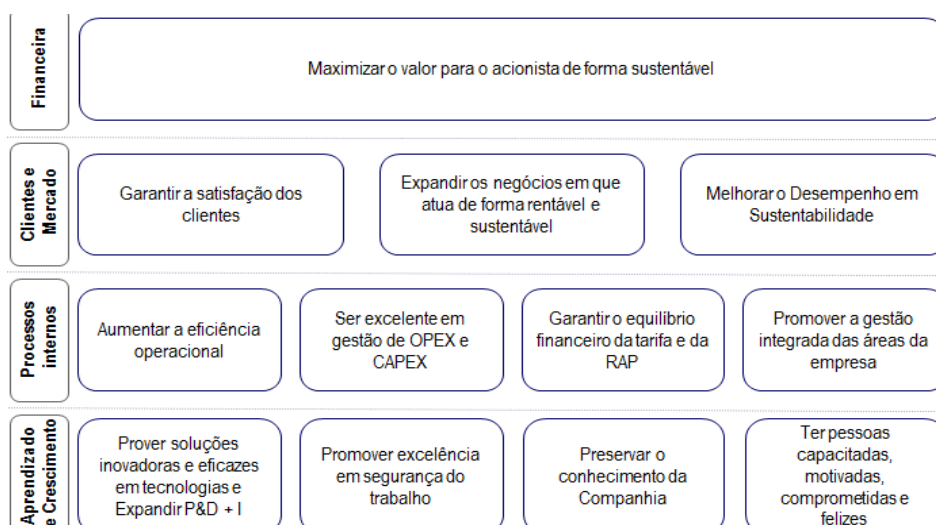 Financeira
Maximizar o valor para o acionista de forma sustentável
Clientes e
Mercado
Garantir a satisfação dos
clientes
Expandir os negócios em que
atua de forma rentável e
sustentável
Melhorar o Desempenho em
Sustentabilidade
Processos
internos
Aumentar a eficiência
operacional
Ser excelente em
gestão de OPEX e
CAPEX
Garantir o equilíbrio
financeiro da tarifa e da
RAP
Promover a gestão
integrada das áreas da
empresa
Aprendizado
e Crescimento
Prover soluções
inovadoras e eficazes
em tecnologias e
Expandir P&D + I
Promover excelência
em segurança do
trabalho
Preservar o
conhecimento da
Companhia
Ter pessoas
capacitadas,
motivadas,
comprometidas e
felizes